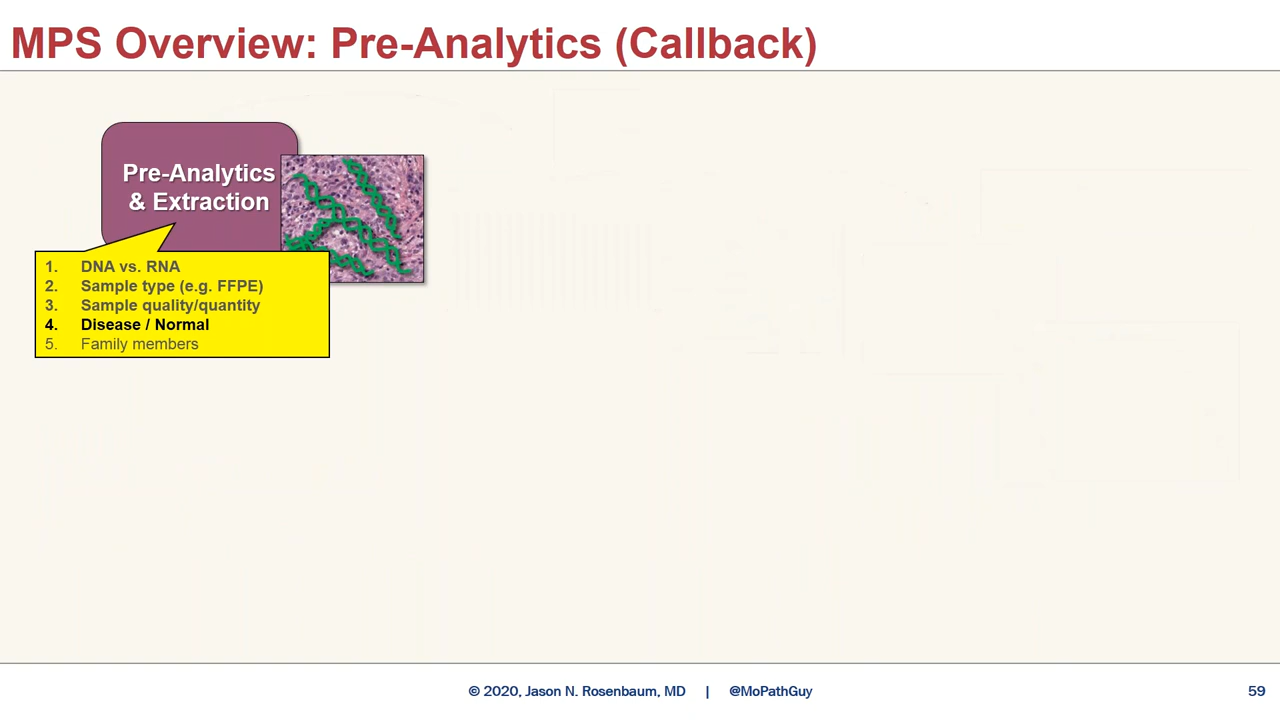 MPS Overview: Pre-Analytics (Callback)
Pre-Analytics
& Extraction
1. DNA vs. RNA
2. Sample type (e.g. FFPE)
3. Sample quality/quantity
4. Disease / Normal
5. Family members
© 2020, Jason N. Rosenbaum, MD | @MoPathGuy
59